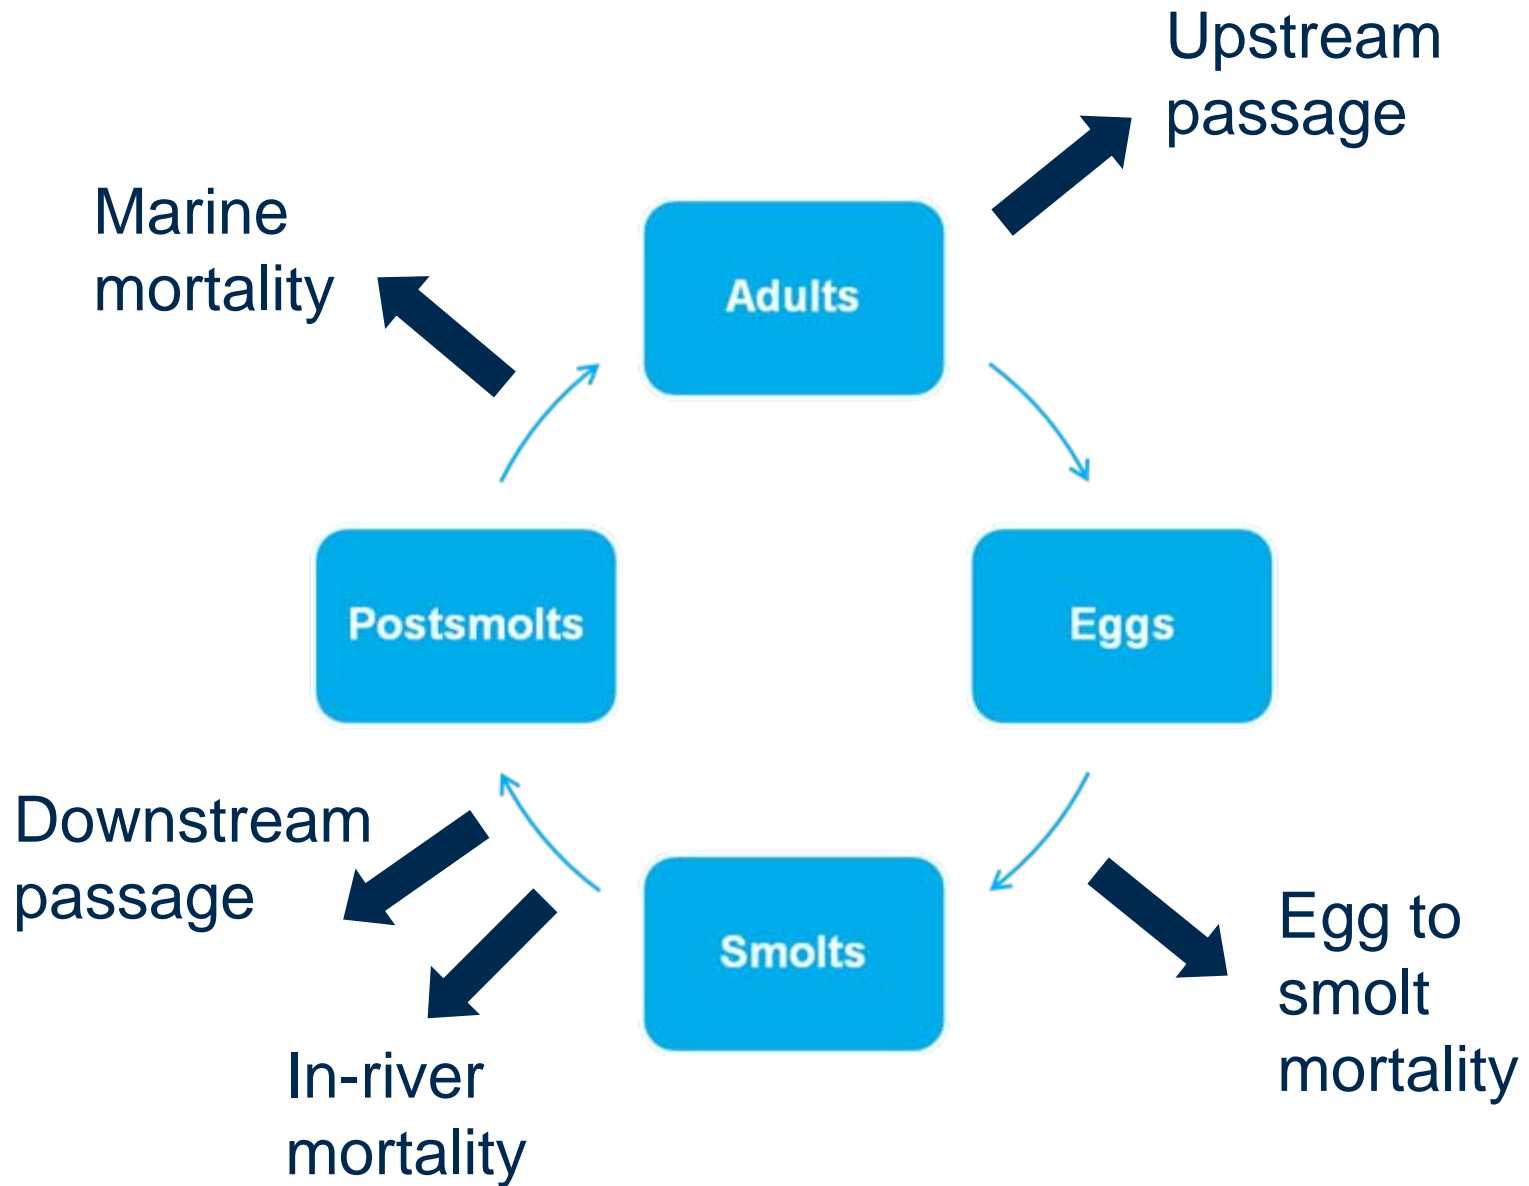 Upstream
passage
Marine
mortality
Adults
Postsmolts
Eggs
Downstream
passage
Smolts
Egg to
smolt
mortality
In-river
mortality